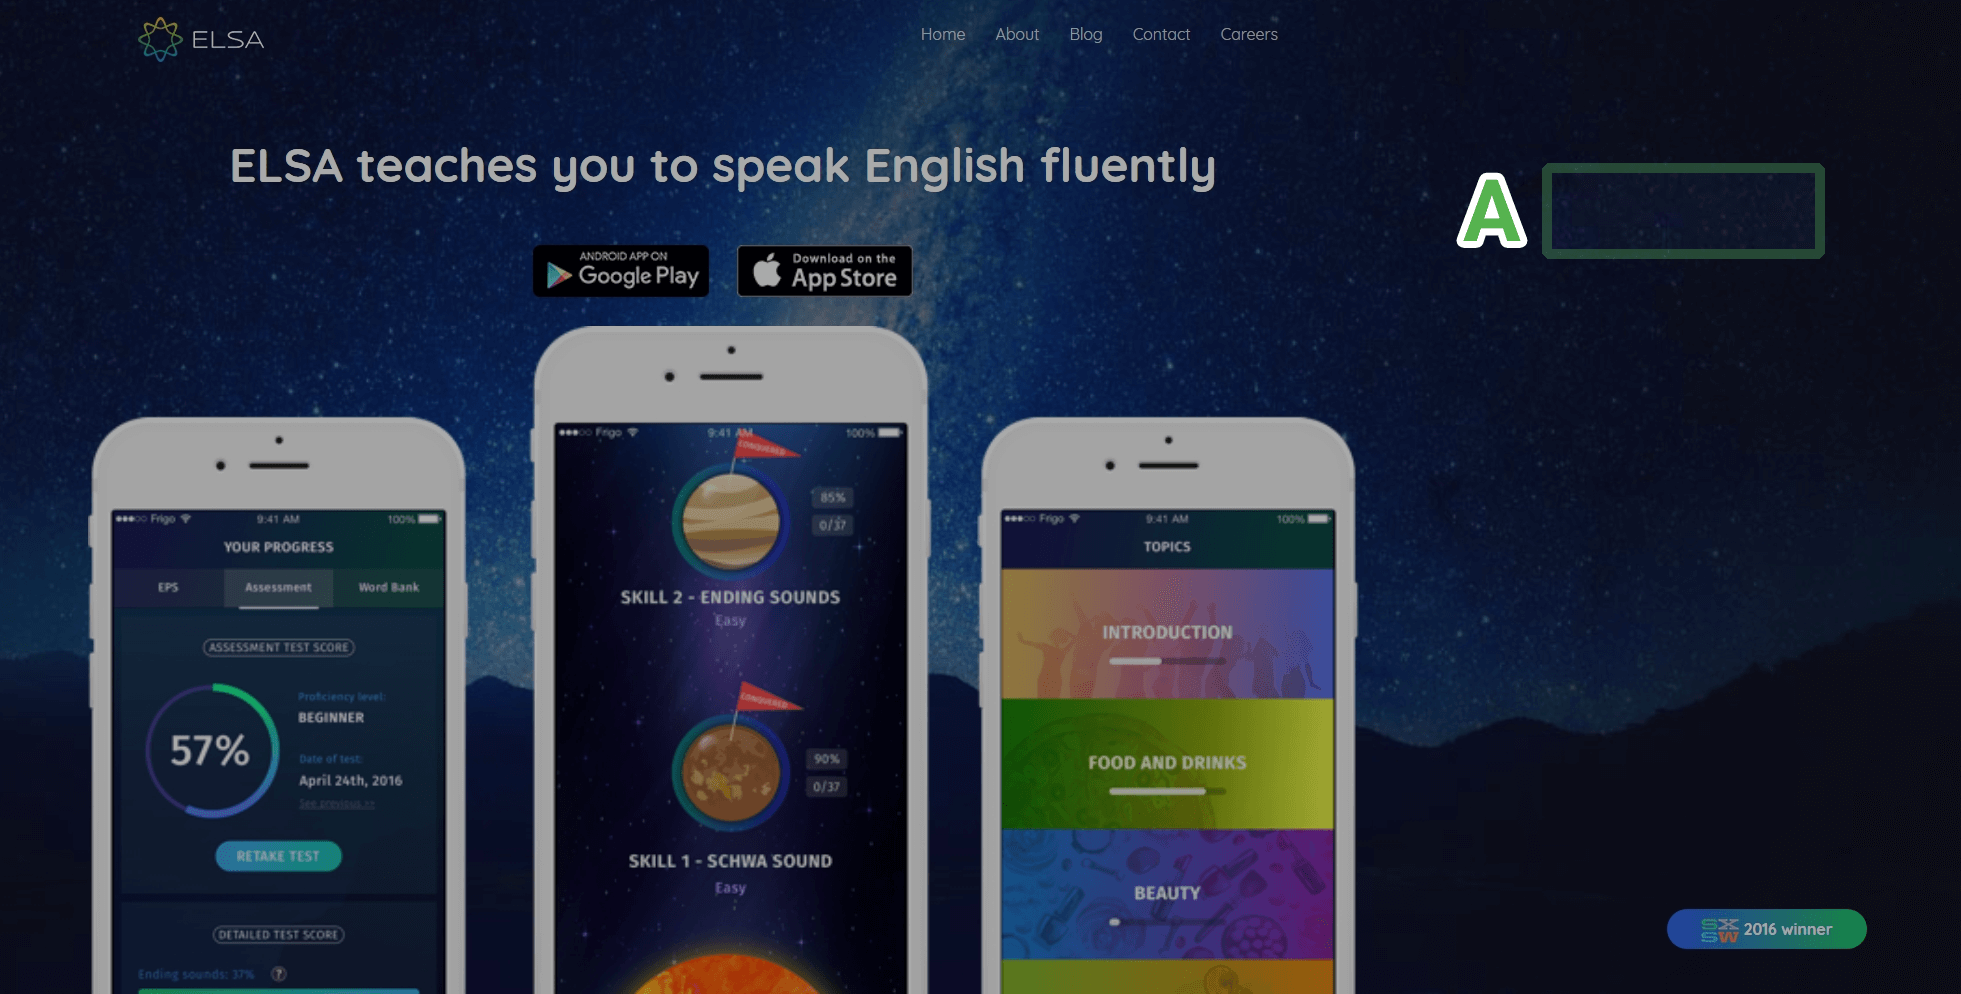 ELSA
Home About Blog Contact Careers
ELSA teaches you to speak English fluently
A
ANDROID APP ON
Google Play
Download on the
App Store
Frigo 9:41 AM 100%
YOUR PROGRESS
EPS Assessment Word Bank
ASSESSMENT TEST SCORE
57%
Proficiency level:
BEGINNER
Date of test:
April 24th, 2016
See previous >>
RETAKE TEST
DETAILED TEST SCORE
Ending sounds: 37% ?
Frigo 9:41 AM 100%
CONQUERED
85%
0/37
SKILL 2 - ENDING SOUNDS
Easy
CONQUERED
90%
0/37
SKILL 1 - SCHWA SOUND
Easy
Frigo 9:41 AM 100%
TOPICS
INTRODUCTION
FOOD AND DRINKS
BEAUTY
SXSW 2016 winner